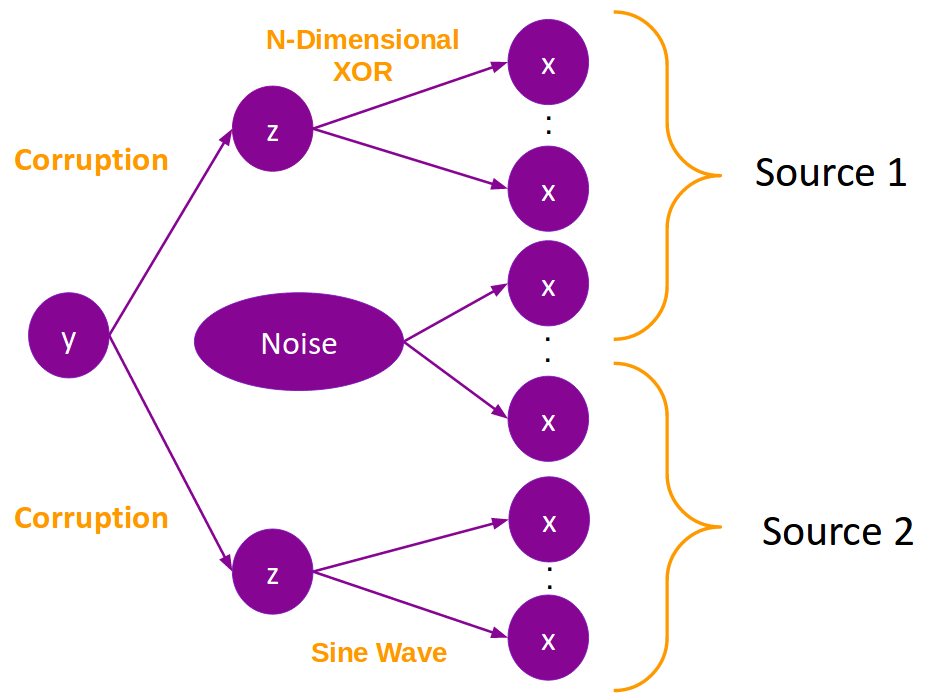 N-Dimensional
XOR
x
z
:
Corruption
x
Source 1
x
y
Noise
:
x
Corruption
x
Source 2
z
:
x
Sine Wave